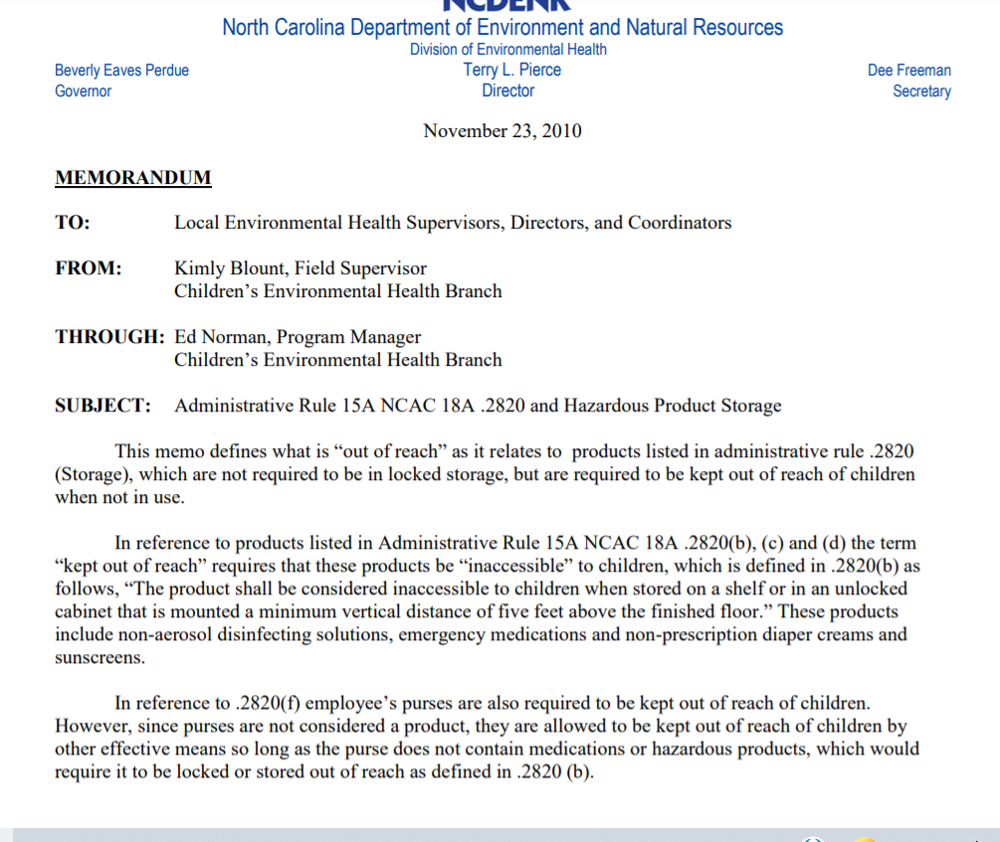 NCDENR
North Carolina Department of Environment and Natural Resources
Division of Environmental Health
Beverly Eaves Perdue Terry L. Pierce Dee Freeman
Governor Director Secretary
November 23, 2010
MEMORANDUM
TO: Local Environmental Health Supervisors, Directors, and Coordinators
FROM: Kimly Blount, Field Supervisor
Children’s Environmental Health Branch
THROUGH: Ed Norman, Program Manager
Children’s Environmental Health Branch
SUBJECT: Administrative Rule 15A NCAC 18A .2820 and Hazardous Product Storage
This memo defines what is “out of reach” as it relates to products listed in administrative rule .2820
(Storage), which are not required to be in locked storage, but are required to be kept out of reach of children
when not in use.
In reference to products listed in Administrative Rule 15A NCAC 18A .2820(b), (c) and (d) the term
“kept out of reach” requires that these products be “inaccessible” to children, which is defined in .2820(b) as
follows, “The product shall be considered inaccessible to children when stored on a shelf or in an unlocked
cabinet that is mounted a minimum vertical distance of five feet above the finished floor.” These products
include non-aerosol disinfecting solutions, emergency medications and non-prescription diaper creams and
sunscreens.
In reference to .2820(f) employee’s purses are also required to be kept out of reach of children.
However, since purses are not considered a product, they are allowed to be kept out of reach of children by
other effective means so long as the purse does not contain medications or hazardous products, which would
require it to be locked or stored out of reach as defined in .2820 (b).